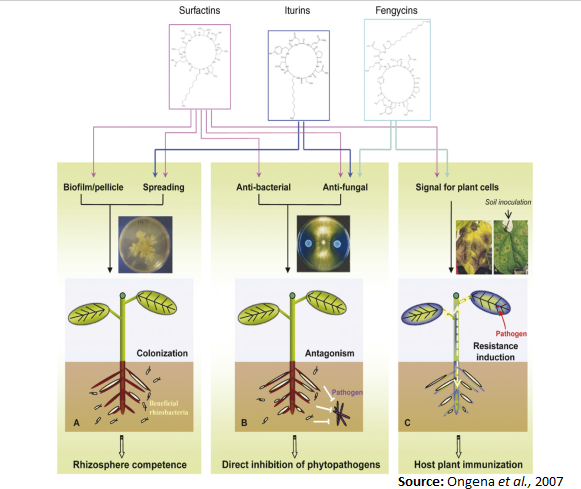 Surfactins Iturins Fengycins
Biofilm/pellicle Spreading Anti-bacterial Anti-fungal Signal for plant cells
Soil inoculation
Pathogen
Colonization Antagonism Resistance
induction
Pathogen
Beneficial
rhizobacteria
A B C
Rhizosphere competence Direct inhibition of phytopathogens Host plant immunization
Source: Ongena et al., 2007